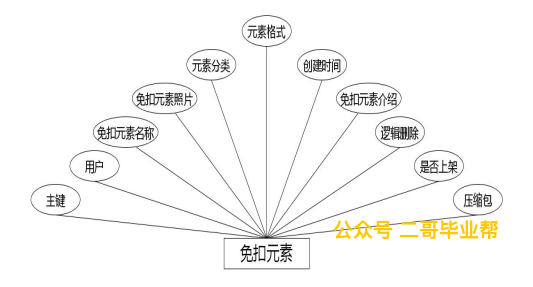 元素格式
元素分类
创建时间
免扣元素照片
免扣元素介绍
免扣元素名称
逻辑删除
用户
是否上架
主键
压缩包
公众号 二哥毕业帮
免扣元素